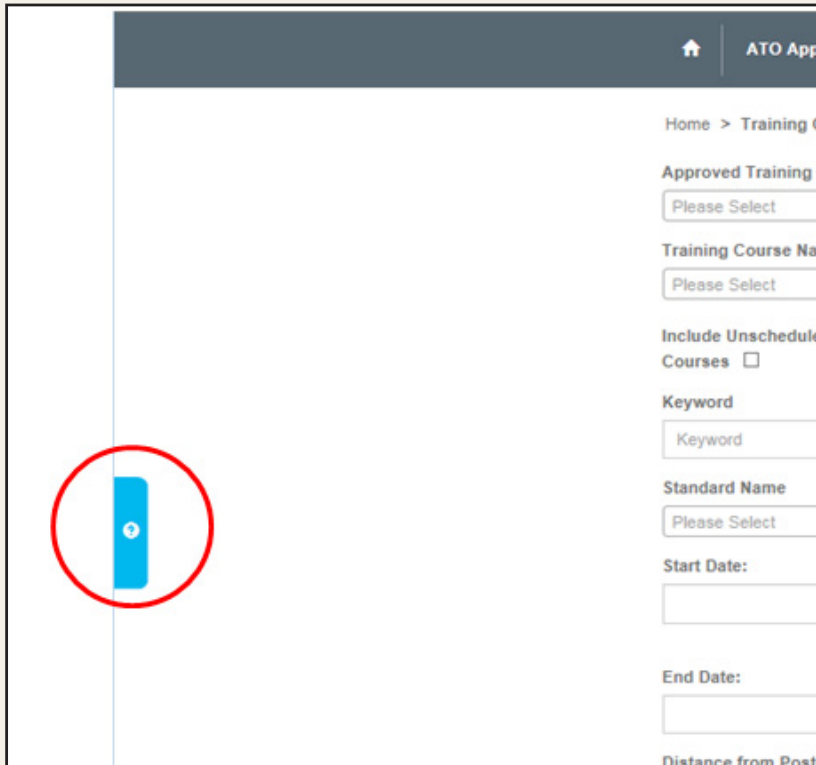 ATO App
Home > Training
Approved Training
Please Select
Training Course Na
Please Select
Include Unschedule
Courses
Keyword
Keyword
Standard Name
Please Select
Start Date:
End Date:
Distance from Post